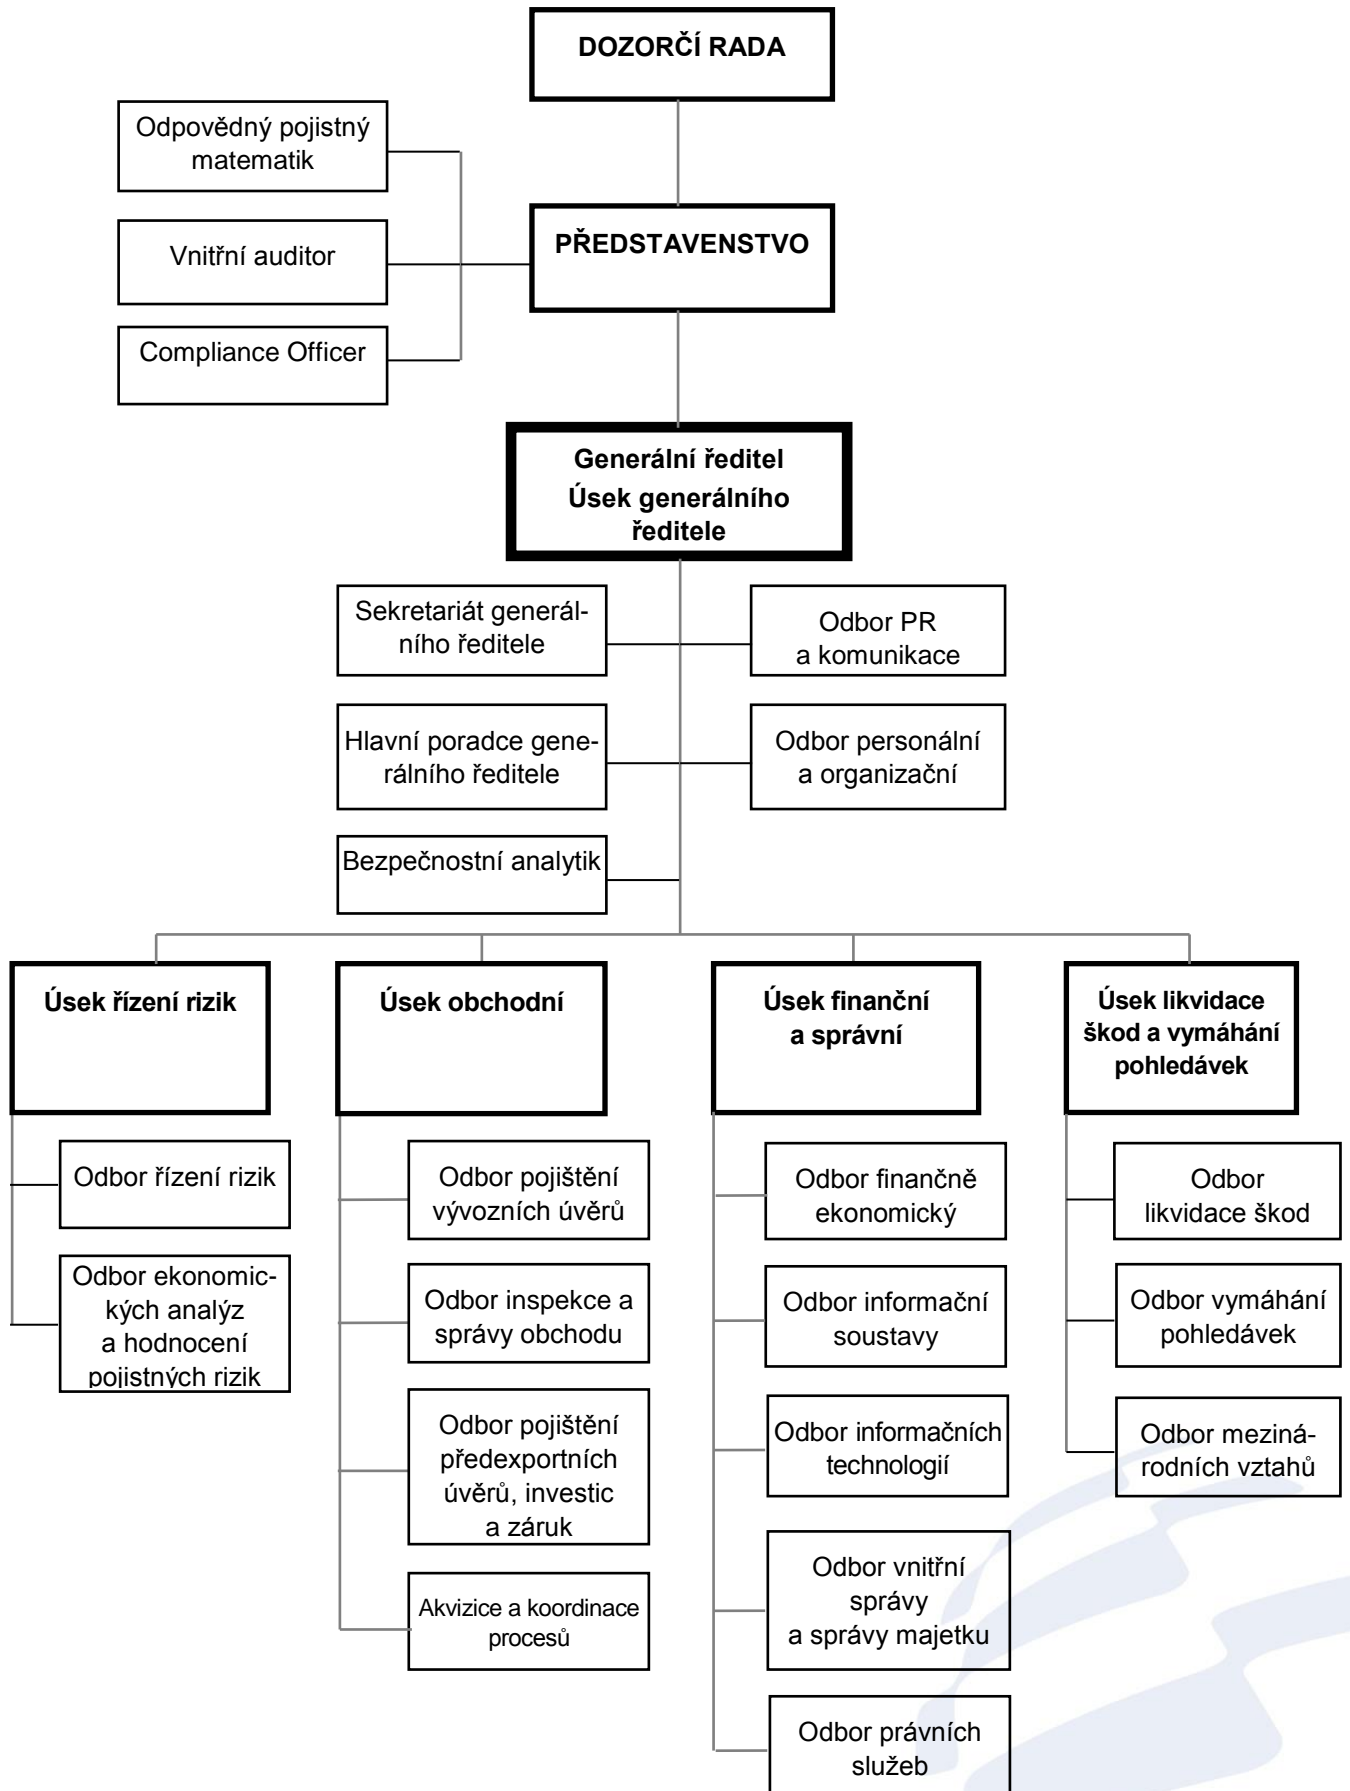 DOZORČÍ RADA
Odpovědný pojistný
matematik
Vnitřní auditor
PŘEDSTAVENSTVO
Compliance Officer
Generální ředitel
Úsek generálního
ředitele
Sekretariát generál-
ního ředitele
Odbor PR
a komunikace
Hlavní poradce gene-
rálního ředitele
Odbor personální
a organizační
Bezpečnostní analytik
Úsek řízení rizik
Úsek obchodní
Úsek finanční
a správní
Úsek likvidace
škod a vymáhání
pohledávek
Odbor řízení rizik
Odbor ekonomic-
kých analýz
a hodnocení
pojistných rizik
Odbor pojištění
vývozních úvěrů
Odbor inspekce a
správy obchodu
Odbor pojištění
předexportních
úvěrů, investic
a záruk
Akvizice a koordinace
procesů
Odbor finančně
ekonomický
Odbor informační
soustavy
Odbor informačních
technologií
Odbor vnitřní
správy
a správy majetku
Odbor právních
služeb
Odbor
likvidace škod
Odbor vymáhání
pohledávek
Odbor meziná-
rodních vztahů